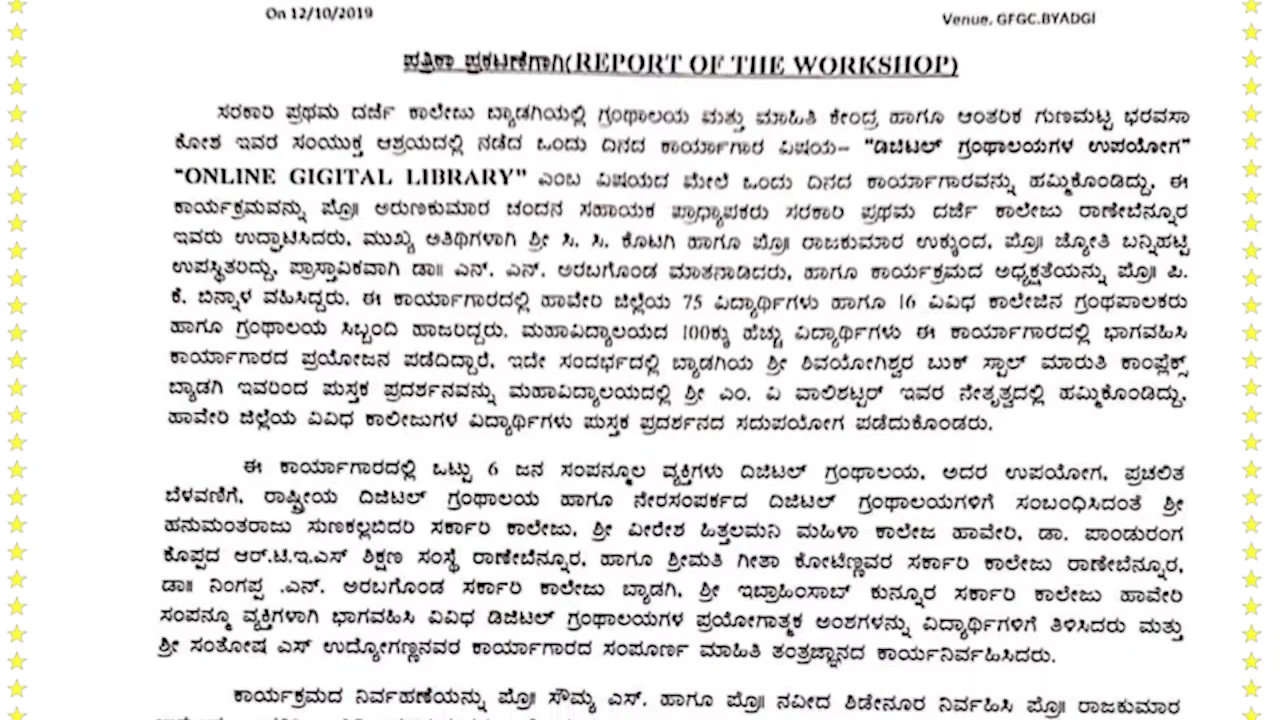 On 12/10/2019
Venue. GFGC.BYADGI
ಪತ್ರಿಕಾ ಪ್ರಕಟಣೆಗಾಗಿ(REPORT OF THE WORKSHOP)
ಸರಕಾರಿ ಪ್ರಥಮ ದರ್ಜೆ ಕಾಲೇಜು ಬ್ಯಾಡಗಿಯಲ್ಲಿ ಗ್ರಂಥಾಲಯ ಮತ್ತು ಮಾಹಿತಿ ಕೇಂದ್ರ ಹಾಗೂ ಆಂತರಿಕ ಗುಣಮಟ್ಟ ಭರವಸಾ
ಕೋಶ ಇವರ ಸಂಯುಕ್ತ ಆಶ್ರಯದಲ್ಲಿ ನಡೆದ ಒಂದು ದಿನದ ಕಾರ್ಯಾಗಾರ ವಿಷಯ– "ಡಿಜಿಟಲ್ ಗ್ರಂಥಾಲಯಗಳ ಉಪಯೋಗ"
"ONLINE GIGITAL LIBRARY" ಎಂಬ ವಿಷಯದ ಮೇಲೆ ಒಂದು ದಿನದ ಕಾರ್ಯಾಗಾರವನ್ನು ಹಮ್ಮಿಕೊಂಡಿದ್ದು, ಈ
ಕಾರ್ಯಕ್ರಮವನ್ನು ಪ್ರೊ॥ ಅರುಣಕುಮಾರ ಚಂದನ ಸಹಾಯಕ ಪ್ರಾಧ್ಯಾಪಕರು ಸರಕಾರಿ ಪ್ರಥಮ ದರ್ಜೆ ಕಾಲೇಜು ರಾಣೇಬೆನ್ನೂರ
ಇವರು ಉದ್ಘಾಟಿಸಿದರು. ಮುಖ್ಯ ಅತಿಥಿಗಳಾಗಿ ಶ್ರೀ ಸಿ. ಸಿ. ಕೊಟಗಿ ಹಾಗೂ ಪ್ರೊ॥ ರಾಜಕುಮಾರ ಉಕ್ಕುಂದ, ಪ್ರೊ॥ ಜ್ಯೋತಿ ಬನ್ನಿಹಟ್ಟಿ
ಉಪಸ್ಥಿತರಿದ್ದು, ಪ್ರಾಸ್ತಾವಿಕವಾಗಿ ಡಾ॥ ಎನ್. ಎನ್. ಅರಬಗೊಂಡ ಮಾತನಾಡಿದರು, ಹಾಗೂ ಕಾರ್ಯಕ್ರಮದ ಅಧ್ಯಕ್ಷತೆಯನ್ನು ಪ್ರೊ॥ ಪಿ.
ಕೆ. ಬನ್ನಾಳ ವಹಿಸಿದ್ದರು. ಈ ಕಾರ್ಯಾಗಾರದಲ್ಲಿ ಹಾವೇರಿ ಜಿಲ್ಲೆಯ 75 ವಿದ್ಯಾರ್ಥಿಗಳು ಹಾಗೂ 16 ವಿವಿಧ ಕಾಲೇಜಿನ ಗ್ರಂಥಪಾಲಕರು
ಹಾಗೂ ಗ್ರಂಥಾಲಯ ಸಿಬ್ಬಂದಿ ಹಾಜರಿದ್ದರು. ಮಹಾವಿದ್ಯಾಲಯದ 100ಕ್ಕು ಹೆಚ್ಚು ವಿದ್ಯಾರ್ಥಿಗಳು ಈ ಕಾರ್ಯಾಗಾರದಲ್ಲಿ ಭಾಗವಹಿಸಿ
ಕಾರ್ಯಾಗಾರದ ಪ್ರಯೋಜನ ಪಡೆದಿದ್ದಾರೆ, ಇದೇ ಸಂದರ್ಭದಲ್ಲಿ ಬ್ಯಾಡಗಿಯ ಶ್ರೀ ಶಿವಯೋಗಿಶ್ವರ ಬುಕ್ ಸ್ಟಾಲ್ ಮಾರುತಿ ಕಾಂಪ್ಲೆಕ್ಸ್
ಬ್ಯಾಡಗಿ ಇವರಿಂದ ಪುಸ್ತಕ ಪ್ರದರ್ಶನವನ್ನು ಮಹಾವಿದ್ಯಾಲಯದಲ್ಲಿ ಶ್ರೀ ಎಂ. ವಿ ವಾಲಿಶಟ್ಟರ್ ಇವರ ನೇತೃತ್ವದಲ್ಲಿ ಹಮ್ಮಿಕೊಂಡಿದ್ದು,
ಹಾವೇರಿ ಜಿಲ್ಲೆಯ ವಿವಿಧ ಕಾಲೀಜುಗಳ ವಿದ್ಯಾರ್ಥಿಗಳು ಪುಸ್ತಕ ಪ್ರದರ್ಶನದ ಸದುಪಯೋಗ ಪಡೆದುಕೊಂಡರು.
ಈ ಕಾರ್ಯಾಗಾರದಲ್ಲಿ ಒಟ್ಟು 6 ಜನ ಸಂಪನ್ಮೂಲ ವ್ಯಕ್ತಿಗಳು ದಿಜಿಟಲ್ ಗ್ರಂಥಾಲಯ, ಅದರ ಉಪಯೋಗ, ಪ್ರಚಲಿತ
ಬೆಳವಣಿಗೆ, ರಾಷ್ಟ್ರೀಯ ದಿಜಿಟಲ್ ಗ್ರಂಥಾಲಯ ಹಾಗೂ ನೇರಸಂಪರ್ಕದ ದಿಜಿಟಲ್ ಗ್ರಂಥಾಲಯಗಳಿಗೆ ಸಂಬಂಧಿಸಿದಂತೆ ಶ್ರೀ
ಹನುಮಂತರಾಜು ಸುಣಕಲ್ಲಬಿದರಿ ಸರ್ಕಾರಿ ಕಾಲೇಜು, ಶ್ರೀ ವೀರೇಶ ಹಿತ್ತಲಮನಿ ಮಹಿಳಾ ಕಾಲೇಜ ಹಾವೇರಿ, ಡಾ. ಪಾಂಡುರಂಗ
ಕೊಪ್ಪದ ಆರ್.ಟಿ.ಇ.ಎಸ್ ಶಿಕ್ಷಣ ಸಂಸ್ಥೆ ರಾಣೇಬೆನ್ನೂರ, ಹಾಗೂ ಶ್ರೀಮತಿ ಗೀತಾ ಕೋಟೆಣ್ಣವರ ಸರ್ಕಾರಿ ಕಾಲೇಜು ರಾಣೇಬೆನ್ನೂರ,
ಡಾ॥ ನಿಂಗಪ್ಪ .ಎನ್. ಅರಬಗೊಂಡ ಸರ್ಕಾರಿ ಕಾಲೇಜು ಬ್ಯಾಡಗಿ, ಶ್ರೀ ಇಬ್ರಾಹಿಂಸಾಬ್ ಕುನ್ನೂರ ಸರ್ಕಾರಿ ಕಾಲೇಜು ಹಾವೇರಿ
ಸಂಪನ್ಮೂ ವ್ಯಕ್ತಿಗಳಾಗಿ ಭಾಗವಹಿಸಿ ವಿವಿಧ ಡಿಜಿಟಲ್ ಗ್ರಂಥಾಲಯಗಳ ಪ್ರಯೋಗಾತ್ಮಕ ಅಂಶಗಳನ್ನು ವಿದ್ಯಾರ್ಥಿಗಳಿಗೆ ತಿಳಿಸಿದರು ಮತ್ತು
ಶ್ರೀ ಸಂತೋಷ ಎಸ್ ಉದ್ಯೋಗಣ್ಣನವರ ಕಾರ್ಯಾಗಾರದ ಸಂಪೂರ್ಣ ಮಾಹಿತಿ ತಂತ್ರಜ್ಞಾನದ ಕಾರ್ಯನಿರ್ವಹಿಸಿದರು.
ಕಾರ್ಯಕ್ರಮದ ನಿರ್ವಹಣೆಯನ್ನು ಪ್ರೊ॥ ಸೌಮ್ಯ ಎಸ್. ಹಾಗೂ ಪ್ರೊ॥ ನವೀದ ಶಿಡೇನೂರ ನಿರ್ವಹಿಸಿ ಪ್ರೊ॥ ರಾಜಕುಮಾರ